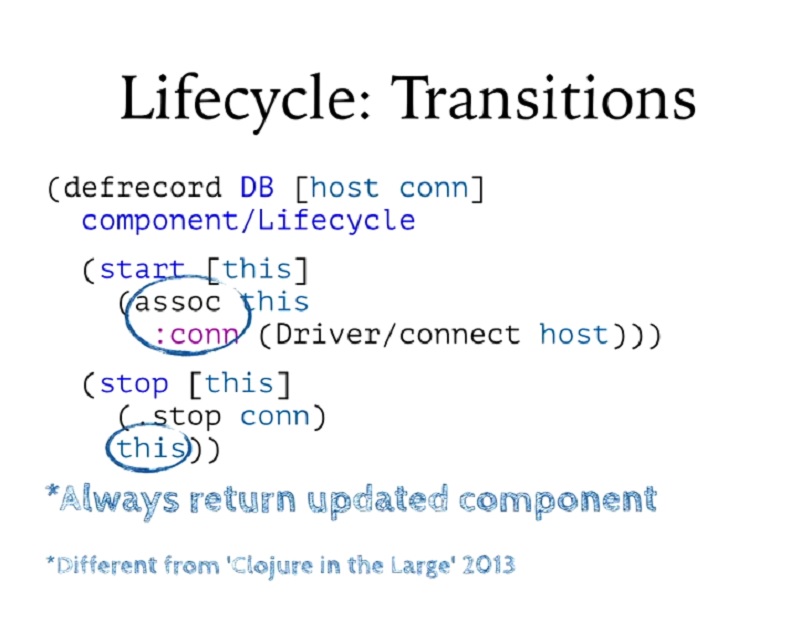 Lifecycle: Transitions
(defrecord DB [host conn]
component/Lifecycle
(start [this]
(assoc this
:conn (Driver/connect host)))
(stop [this]
(.stop conn)
this))
*Always return updated component
*Different from 'Clojure in the Large' 2013